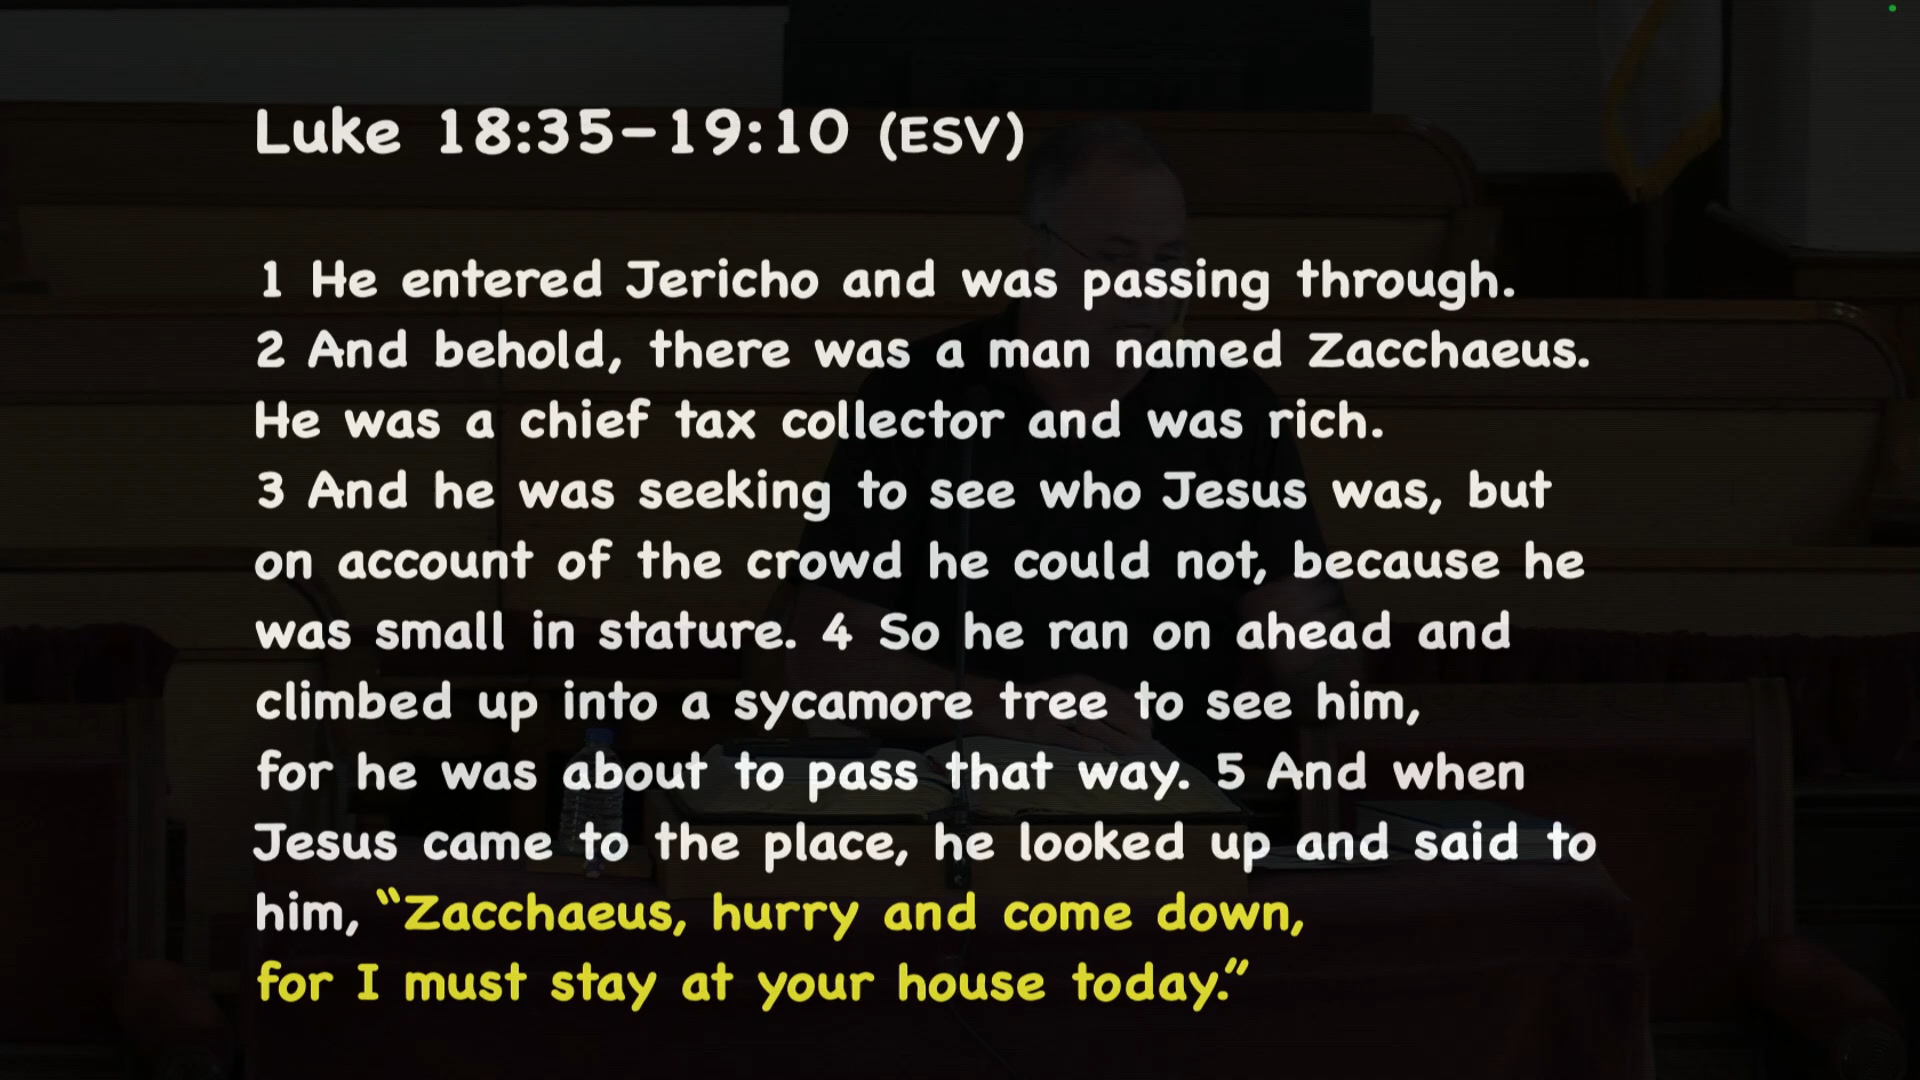 Luke 18:35–19:10 (ESV)
1 He entered Jericho and was passing through.
2 And behold, there was a man named Zacchaeus.
He was a chief tax collector and was rich.
3 And he was seeking to see who Jesus was, but
on account of the crowd he could not, because he
was small in stature. 4 So he ran on ahead and
climbed up into a sycamore tree to see him,
for he was about to pass that way. 5 And when
Jesus came to the place, he looked up and said to
him, “Zacchaeus, hurry and come down,
for I must stay at your house today.”